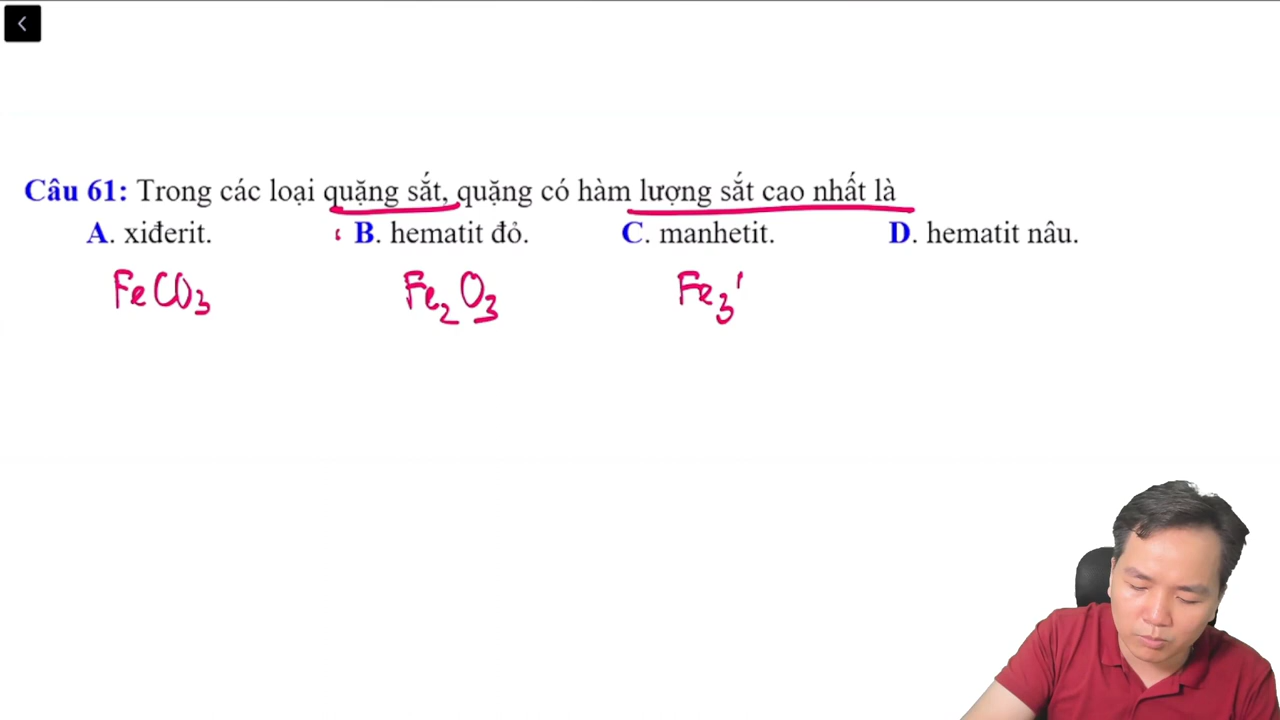 Câu 61: Trong các loại quặng sắt, quặng có hàm lượng sắt cao nhất là
A. xiđerit. B. hematit đỏ. C. manhetit. D. hematit nâu.
FeCO3 Fe2O3 Fe3